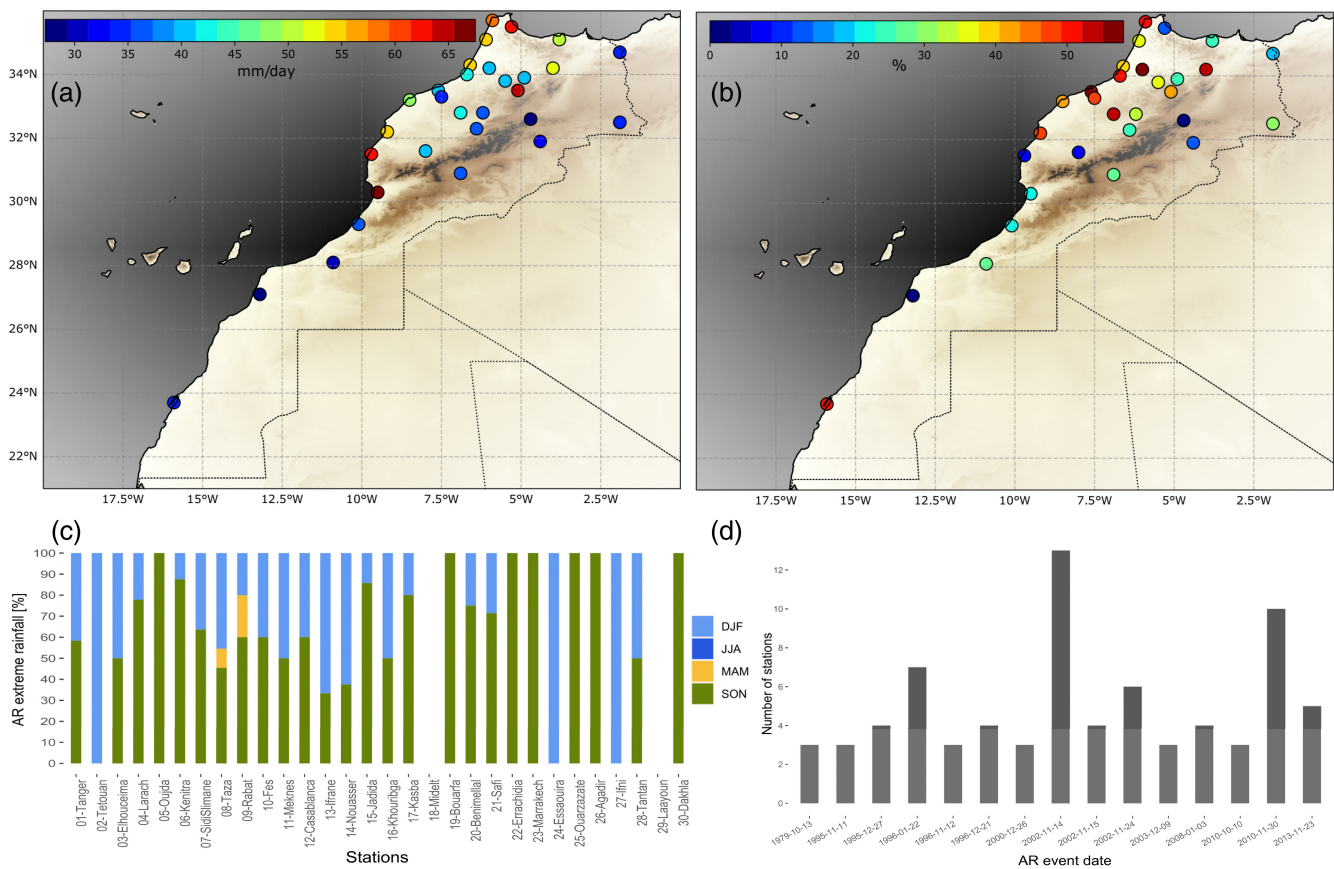 30 35 40 45 50 55 60 65
mm/day
(a)
34°N
32°N
30°N
28°N
26°N
24°N
22°N
17.5°W 15°W 12.5°W 10°W 7.5°W 5°W 2.5°W
0 10 20 30 40 50
%
(b)
17.5°W 15°W 12.5°W 10°W 7.5°W 5°W 2.5°W
(c)
AR extreme rainfall [%]
100
90
80
70
60
50
40
30
20
10
0
01-Tanger
02-Tetouan
03-Elhouceima
04-Larach
05-Oujda
06-Kenitra
07-SidiSlimane
08-Taza
09-Rabat
10-Fes
11-Meknes
12-Casablanca
13-Ifrane
14-Nouasser
15-Jadida
16-Khouribga
17-Kasba
18-Midelt
19-Bouarfa
20-Benimellal
21-Safi
22-Errachidia
23-Marrakech
24-Essaouira
25-Ouarzazate
26-Agadir
27-Ifni
28-Tantan
29-Laayoun
30-Dakhla
Stations
DJF
JJA
MAM
SON
(d)
Number of stations
12
10
8
6
4
2
0
1979-10-13
1995-11-11
1995-12-27
1996-01-22
1996-11-12
1996-12-21
2000-12-26
2002-11-14
2002-11-15
2002-11-24
2003-12-09
2008-01-03
2010-10-10
2010-11-30
2013-11-23
AR event date